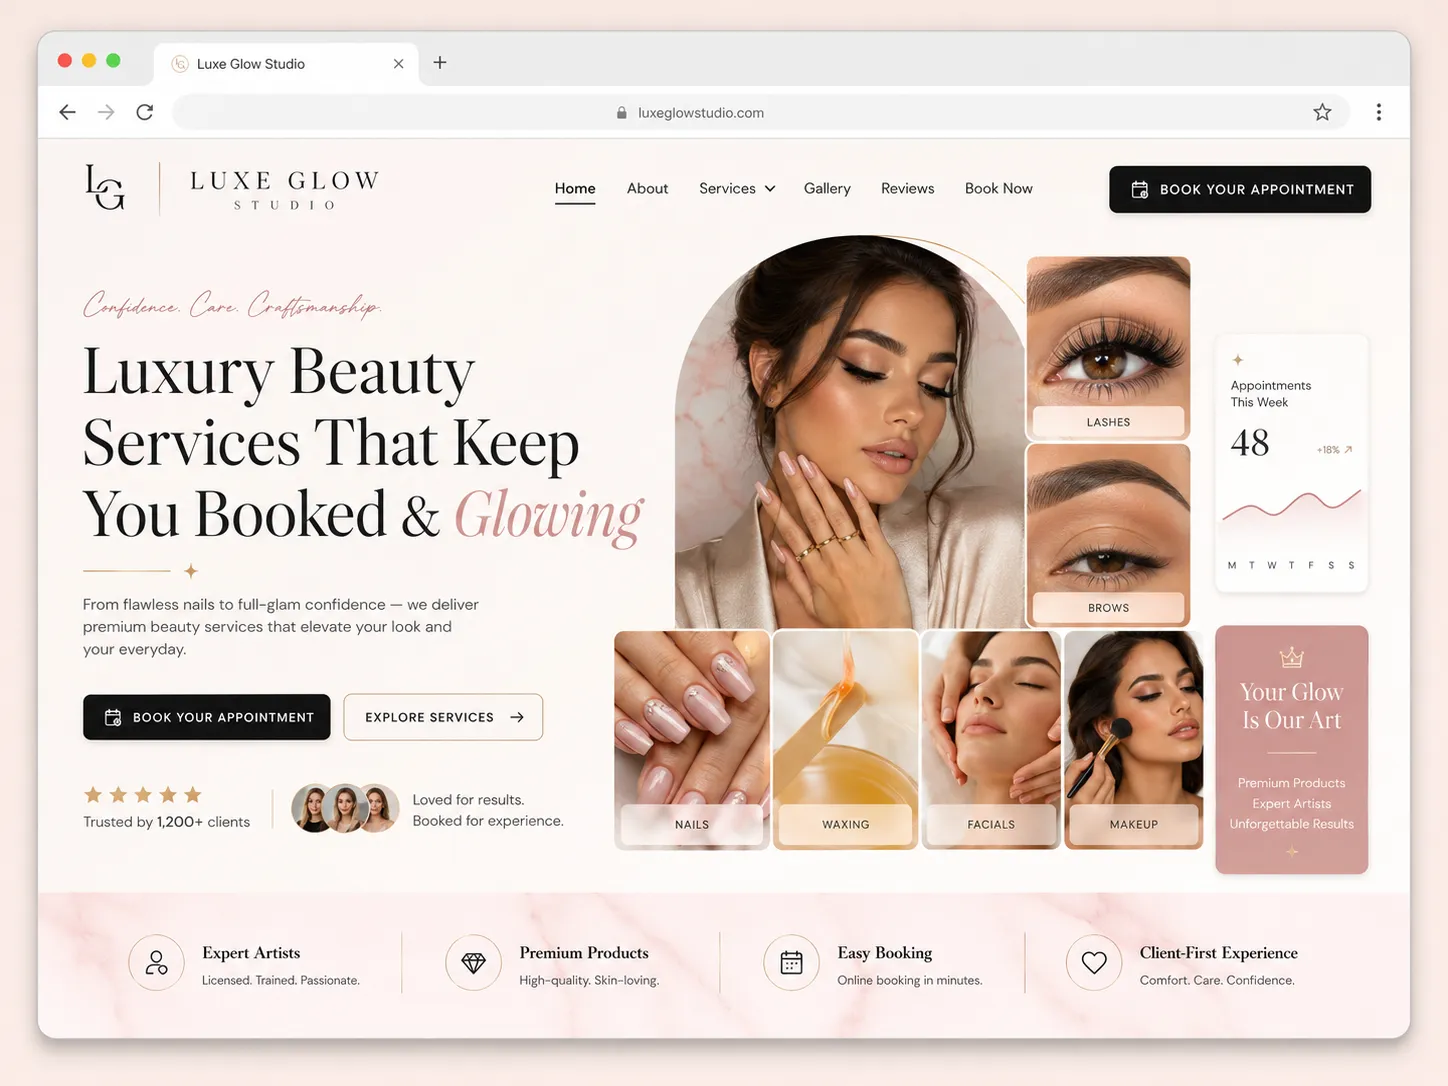 Luxe Glow Studio
luxeglowstudio.com
LG
LUXE GLOW
STUDIO
Home
About
Services
Gallery
Reviews
Book Now
BOOK YOUR APPOINTMENT
Confidence. Care. Craftsmanship.
Luxury Beauty
Services That Keep
You Booked & Glowing
From flawless nails to full-glam confidence — we deliver
premium beauty services that elevate your look and
your everyday.
BOOK YOUR APPOINTMENT
EXPLORE SERVICES
Trusted by 1,200+ clients
Loved for results.
Booked for experience.
LASHES
BROWS
NAILS
WAXING
FACIALS
MAKEUP
Appointments
This Week
48
+18%
M T W T F S S
Your Glow
Is Our Art
Premium Products
Expert Artists
Unforgettable Results
Expert Artists
Licensed. Trained. Passionate.
Premium Products
High-quality. Skin-loving.
Easy Booking
Online booking in minutes.
Client-First Experience
Comfort. Care. Confidence.